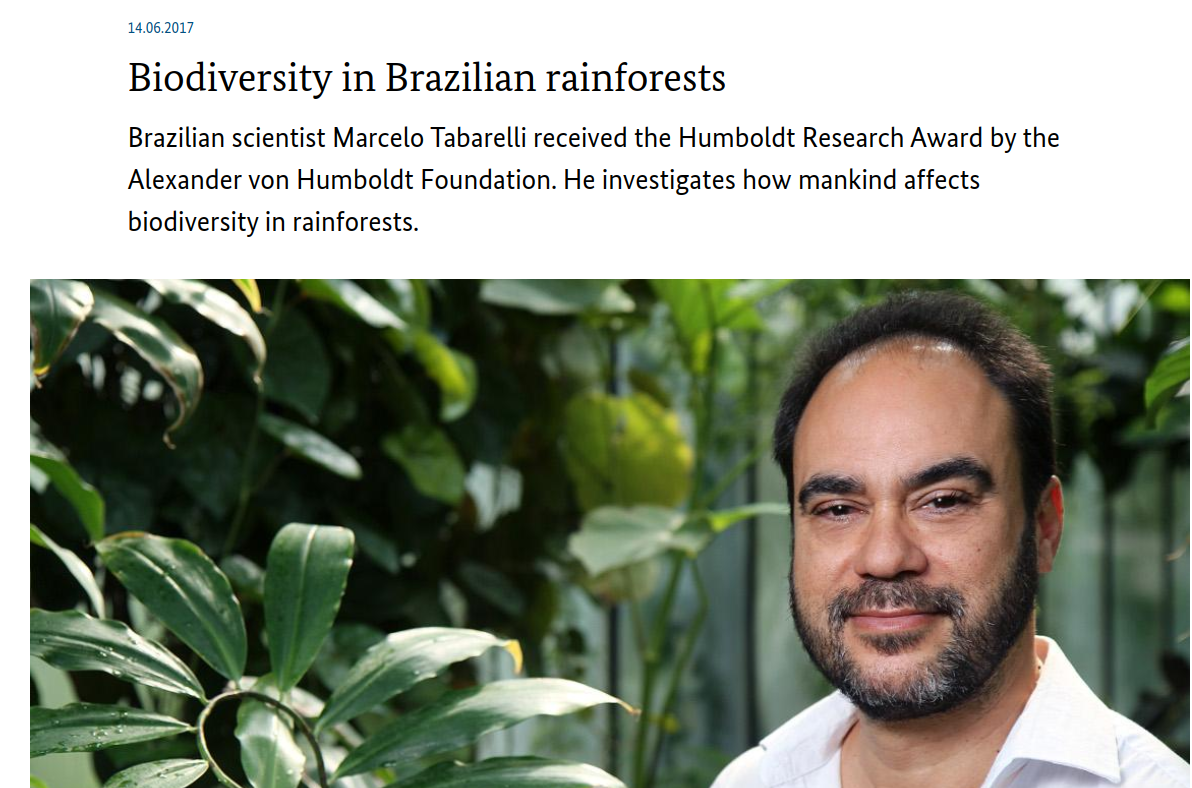 14.06.2017
Biodiversity in Brazilian rainforests
Brazilian scientist Marcelo Tabarelli received the Humboldt Research Award by the
Alexander von Humboldt Foundation. He investigates how mankind affects
biodiversity in rainforests.